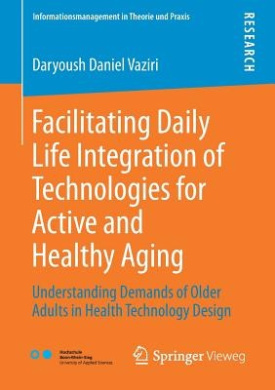 Informationsmanagement in Theorie und Praxis
RESEARCH
Daryoush Daniel Vaziri
Facilitating Daily
Life Integration of
Technologies for
Active and
Healthy Aging
Understanding Demands of Older
Adults in Health Technology Design
Hochschule
Bonn-Rhein-Sieg
University of Applied Sciences
Springer Vieweg